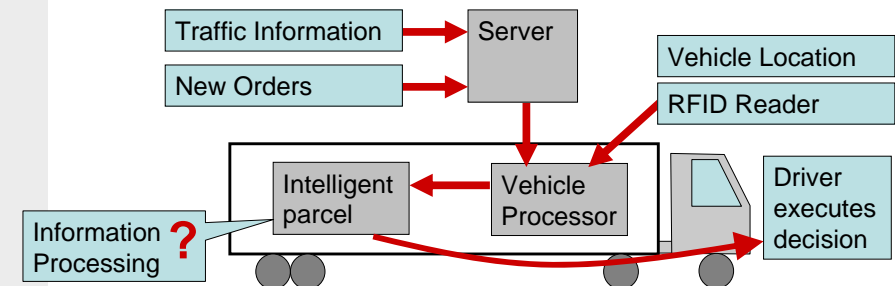 Traffic Information
Server
New Orders
Vehicle Location
RFID Reader
Intelligent
parcel
Vehicle
Processor
Driver
executes
decision
Information
Processing
?